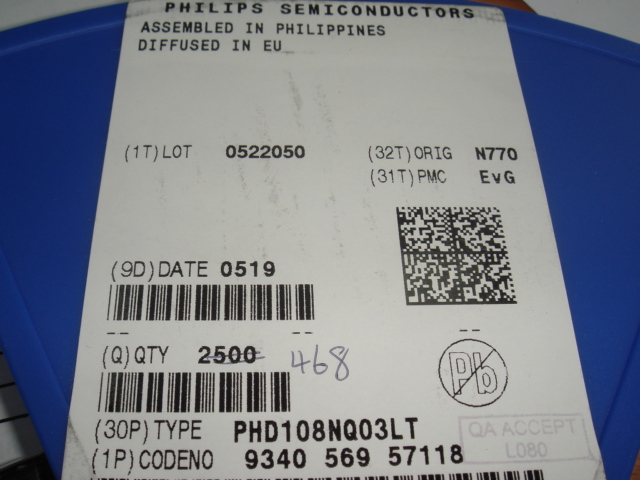 PHILIPS SEMICONDUCTORS
ASSEMBLED IN PHILIPPINES
DIFFUSED IN EU
(1T)LOT 0522050 (32T)ORIG N770
(31T)PMC EvG
(9D)DATE 0519
-- -- --
(Q)QTY 2500 468
Pb
(30P)TYPE PHD108NQ03LT QA ACCEPT
(1P)CODENO 9340 569 57118 L080